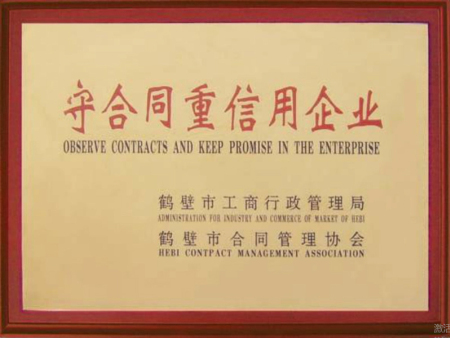 守合同重信用企业
OBSERVE CONTRACTS AND KEEP PROMISE IN THE ENTERPRISE
鹤壁市工商行政管理局
ADMINISTRATION FOR INDUSTRY AND COMMERCE OF MARKET OF HEBI
鹤壁市合同管理协会
HEBI CONTPACT MANAGEMENT ASSOCIATION
激活